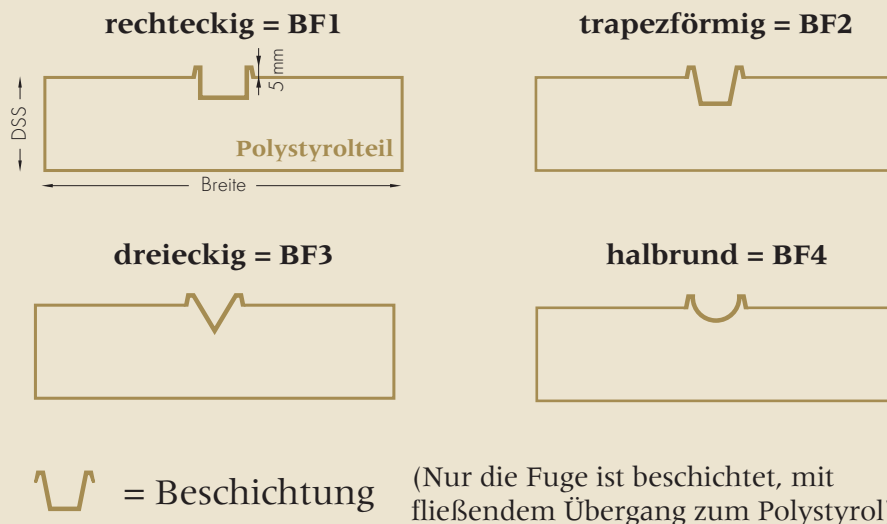 rechteckig = BF1
trapezförmig = BF2
5 mm
DSS
Polystyrolteil
Breite
dreieckig = BF3
halbrund = BF4
= Beschichtung
(Nur die Fuge ist beschichtet, mit
fließendem Übergang zum Polystyrol)